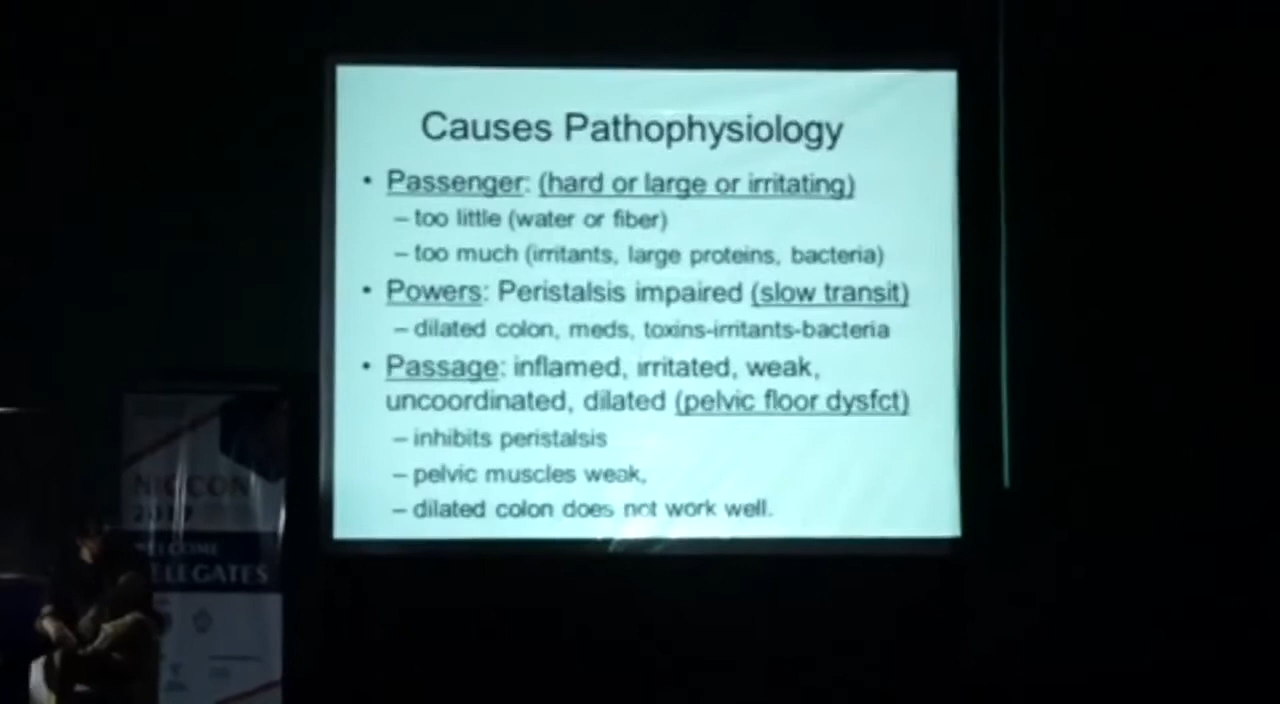 Causes Pathophysiology
• Passenger: (hard or large or irritating)
– too little (water or fiber)
– too much (irritants, large proteins, bacteria)
• Powers: Peristalsis impaired (slow transit)
– dilated colon, meds, toxins-irritants-bacteria
• Passage: inflamed, irritated, weak,
uncoordinated, dilated (pelvic floor dysfct)
– inhibits peristalsis
– pelvic muscles weak,
– dilated colon does not work well.